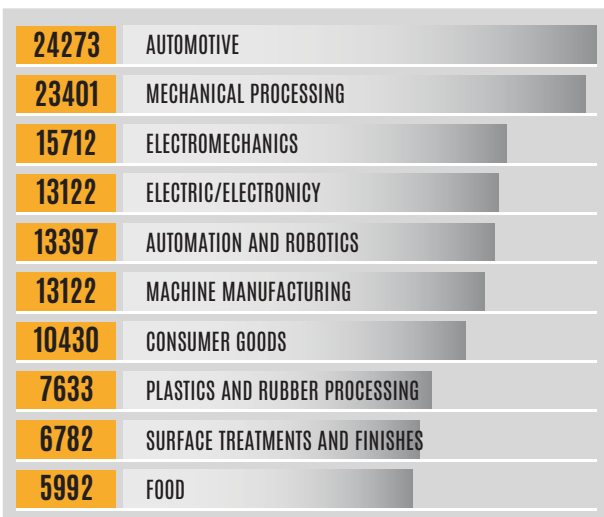 24273 AUTOMOTIVE
23401 MECHANICAL PROCESSING
15712 ELECTROMECHANICS
13122 ELECTRIC/ELECTRONICY
13397 AUTOMATION AND ROBOTICS
13122 MACHINE MANUFACTURING
10430 CONSUMER GOODS
7633 PLASTICS AND RUBBER PROCESSING
6782 SURFACE TREATMENTS AND FINISHES
5992 FOOD